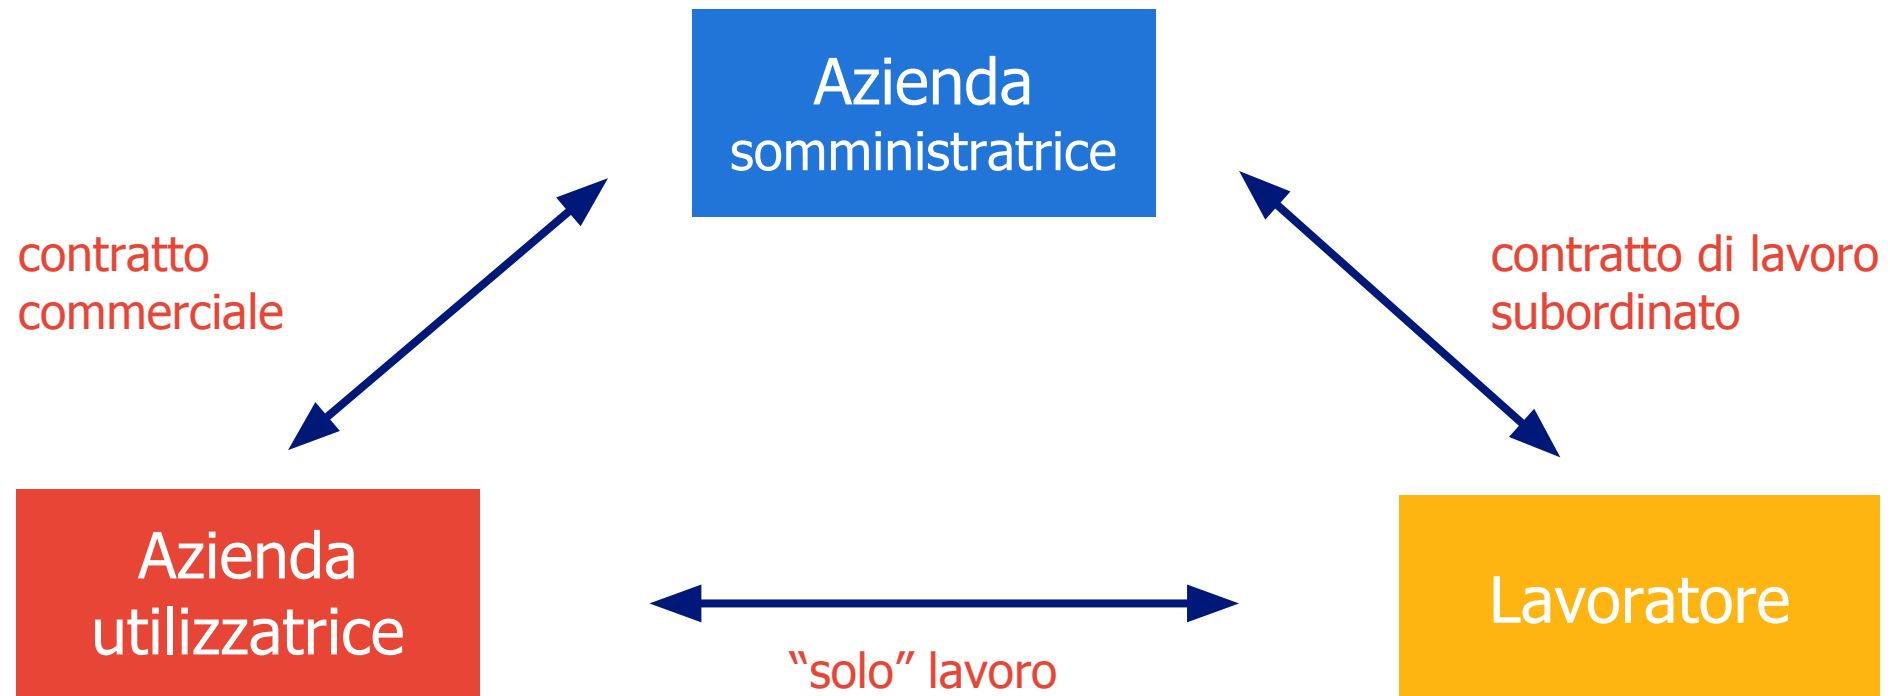 Azienda
somministratrice
contratto
commerciale
contratto di lavoro
subordinato
Azienda
utilizzatrice
Lavoratore
“solo” lavoro